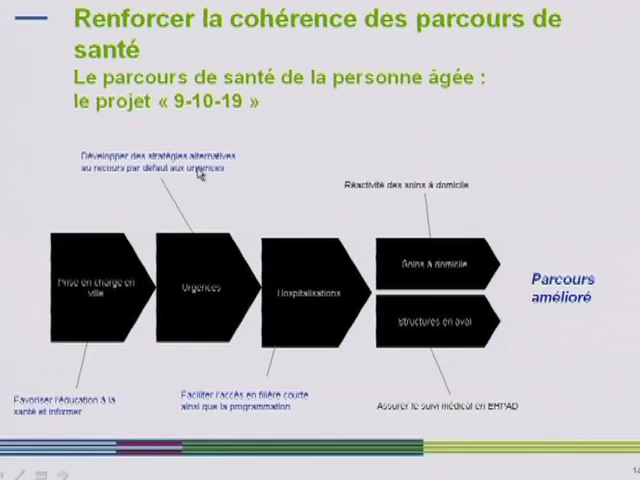 Renforcer la cohérence des parcours de
santé
Le parcours de santé de la personne âgée :
le projet « 9-10-19 »
Développer des stratégies alternatives
au recours par défaut aux urgences
Réactivité des soins à domicile
Prise en charge en
ville
Urgences
Hospitalisations
Soins à domicile
Structures en aval
Parcours
amélioré
Favoriser l'éducation à la
santé et informer
Faciliter l'accès en filière courte
ainsi que la programmation
Assurer le suivi médical en EHPAD